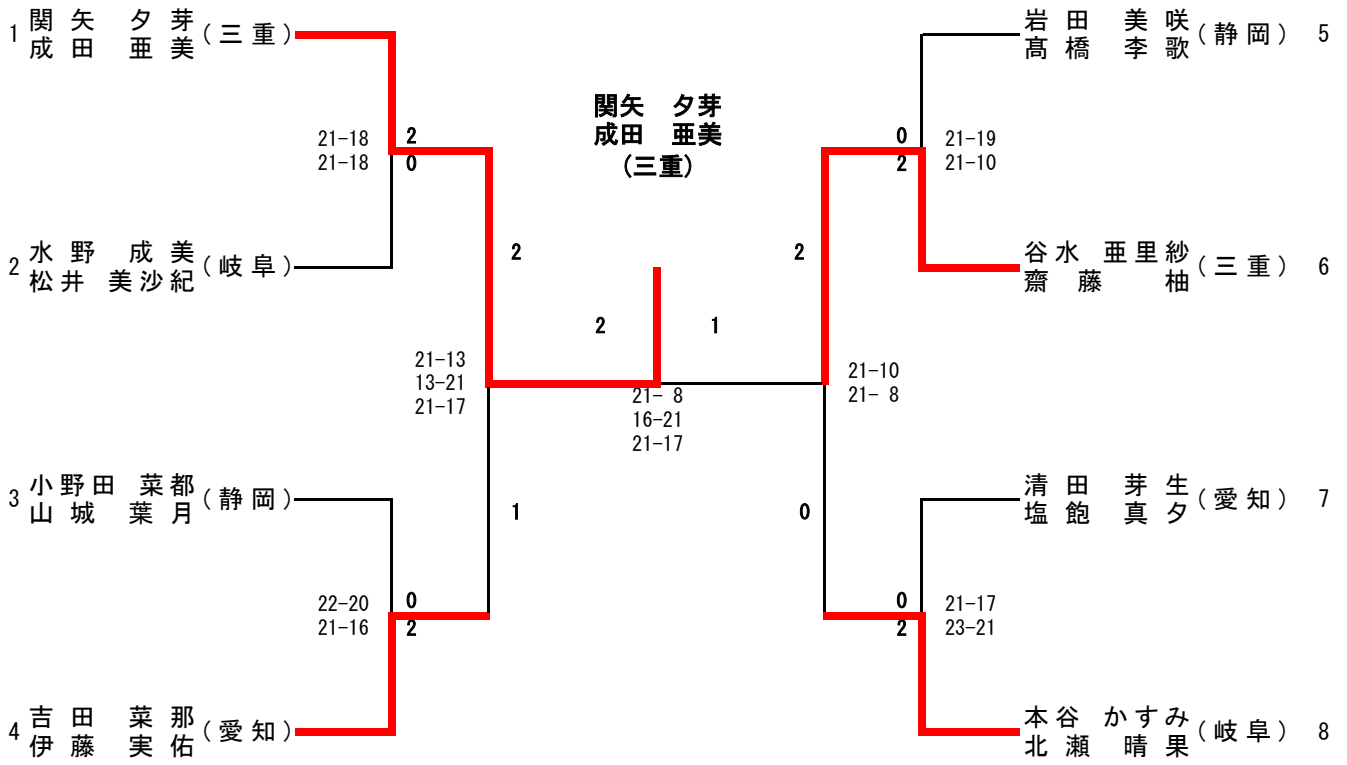 1 関矢 夕芽
成田 亜美
(三重)
岩田 美咲
髙橋 李歌
(静岡) 5
関矢 夕芽
成田 亜美
(三重)
21-18 2
21-18 0
0 21-19
2 21-10
2 水野 成美
松井 美沙紀
(岐阜)
2
2
谷水 亜里紗
齋藤 柚
(三重) 6
2
1
21-13
13-21
21-17
21- 8
16-21
21-17
21-10
21- 8
3 小野田 菜都
山城 葉月
(静岡)
1
0
清田 芽生
塩飽 真夕
(愛知) 7
22-20 0
21-16 2
0 21-17
2 23-21
4 吉田 菜那
伊藤 実佑
(愛知)
本谷 かすみ
北瀬 晴果
(岐阜) 8